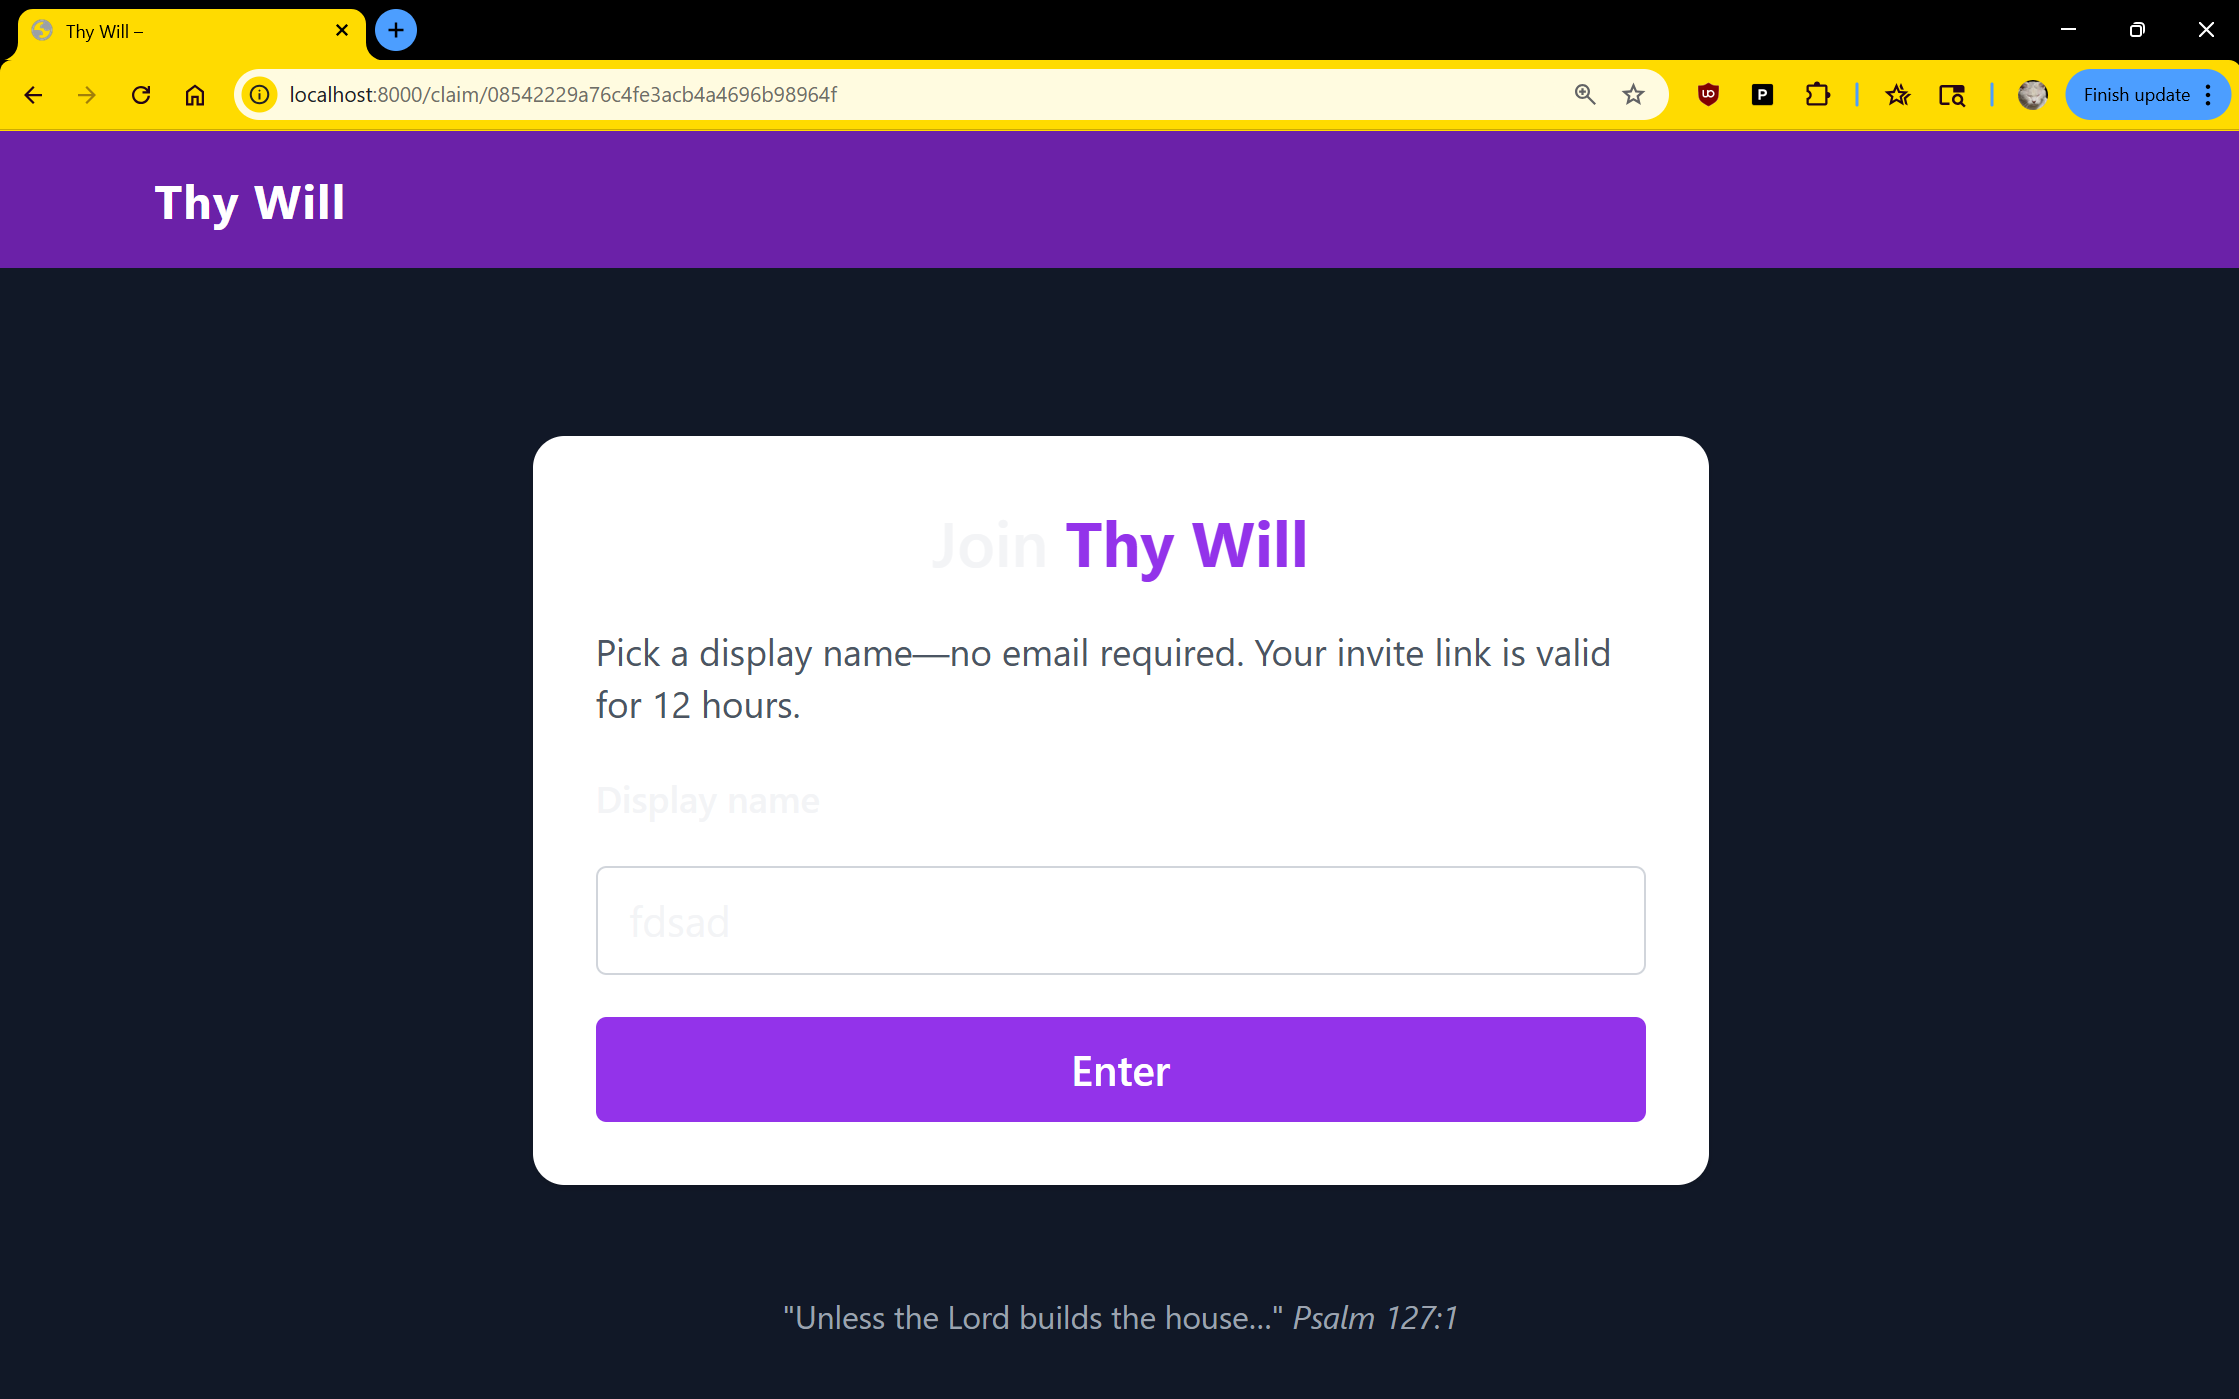 Thy Will –
localhost:8000/claim/08542229a76c4fe3acb4a4696b98964f
P
Finish update
Thy Will
Join Thy Will
Pick a display name—no email required. Your invite link is valid
for 12 hours.
Display name
fdsad
Enter
"Unless the Lord builds the house…" Psalm 127:1